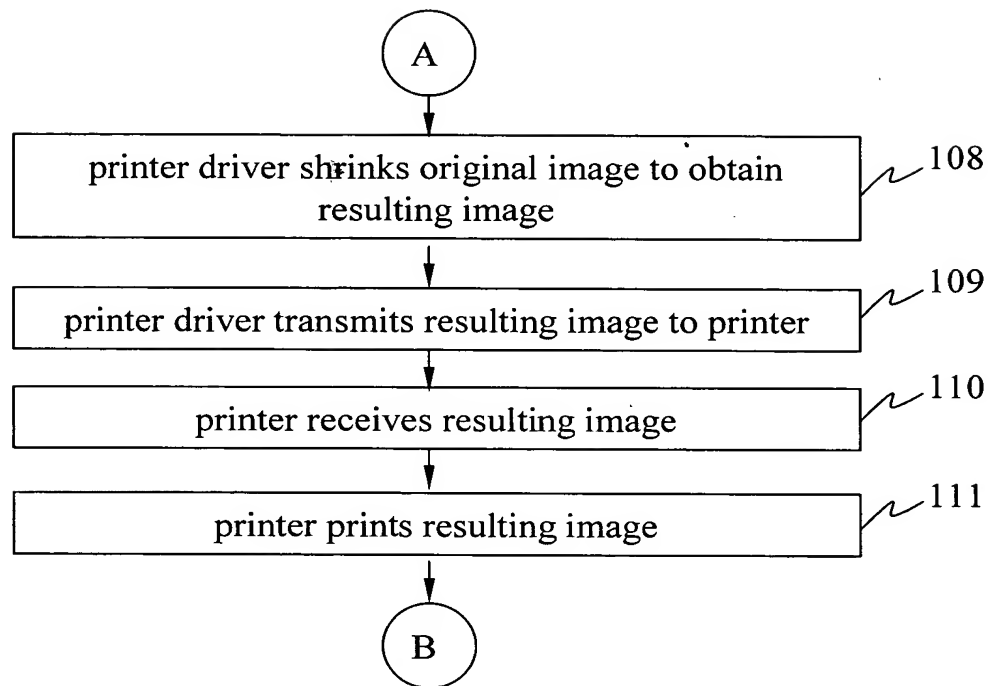 A
printer driver shrinks original image to obtain
resulting image
108
printer driver transmits resulting image to printer
109
printer receives resulting image
110
printer prints resulting image
111
B